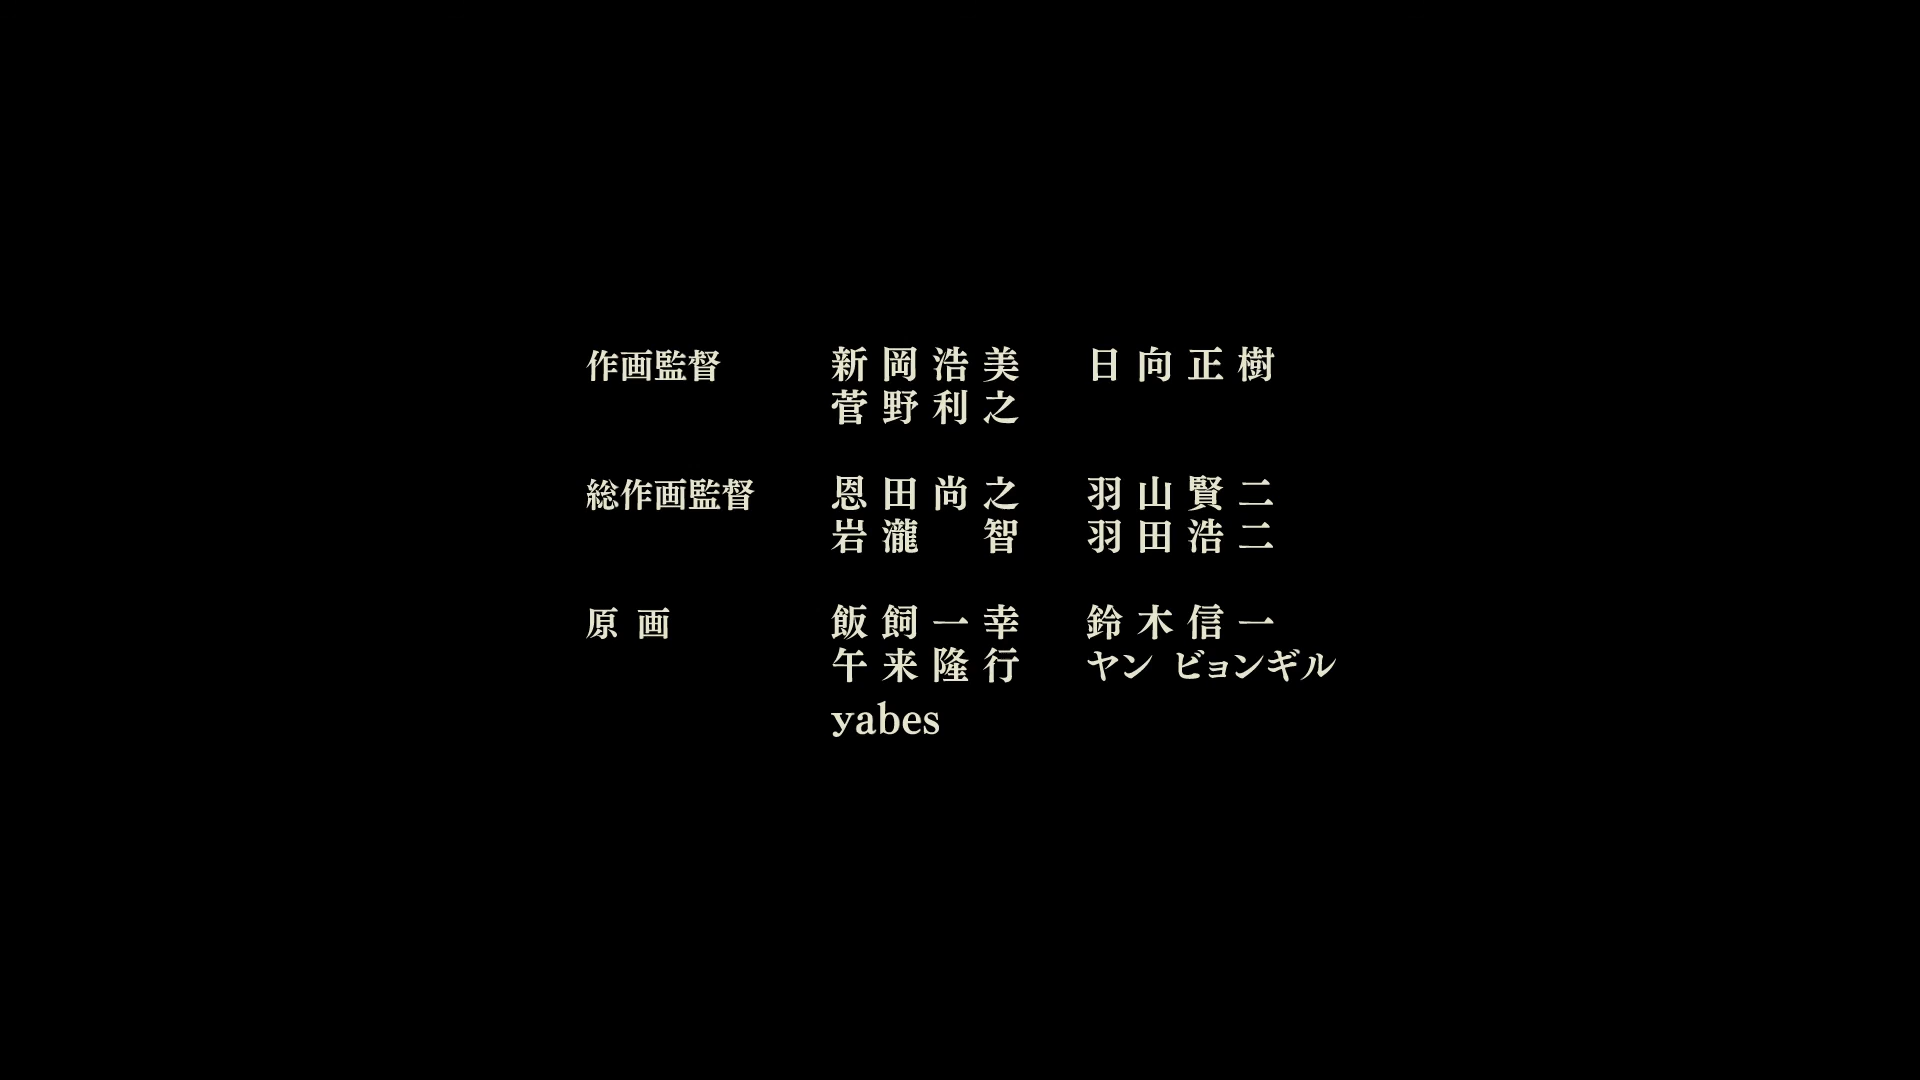 作画監督 新岡浩美 日向正樹
菅野利之
総作画監督 恩田尚之 羽山賢二
岩瀧 智 羽田浩二
原 画 飯飼一幸 鈴木信一
午来隆行 ヤン ビョンギル
yabes